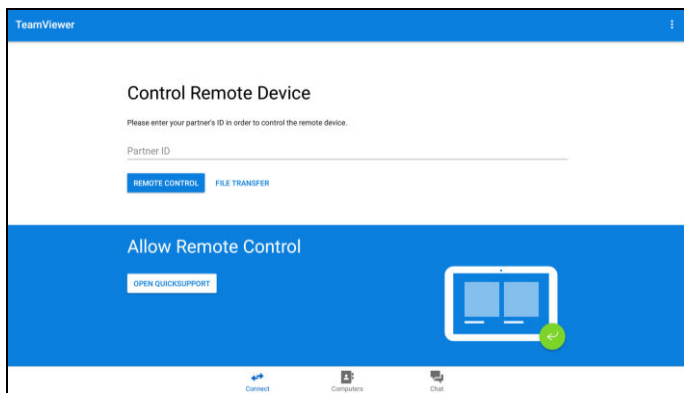 TeamViewer
Control Remote Device
Please enter your partner's ID in order to control the remote device.
Partner ID
REMOTE CONTROL FILE TRANSFER
Allow Remote Control
OPEN QUICKSUPPORT
Connect Computers Chat